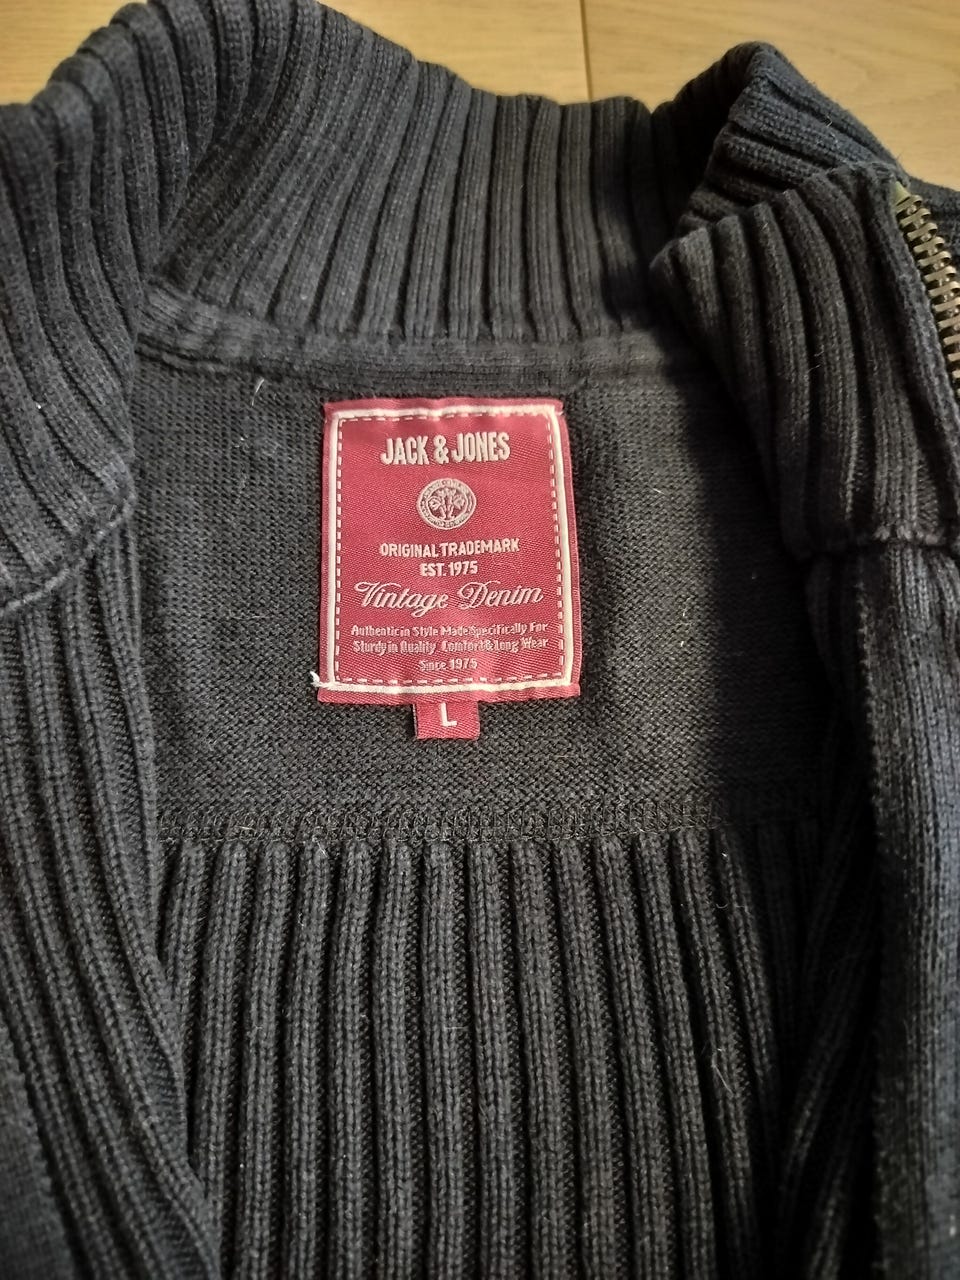 JACK & JONES
ORIGINAL TRADEMARK
EST. 1975
Vintage Denim
Authentic in Style Made Specifically For
Sturdy in Quality Comfort & Long Wear
Since 1975
L